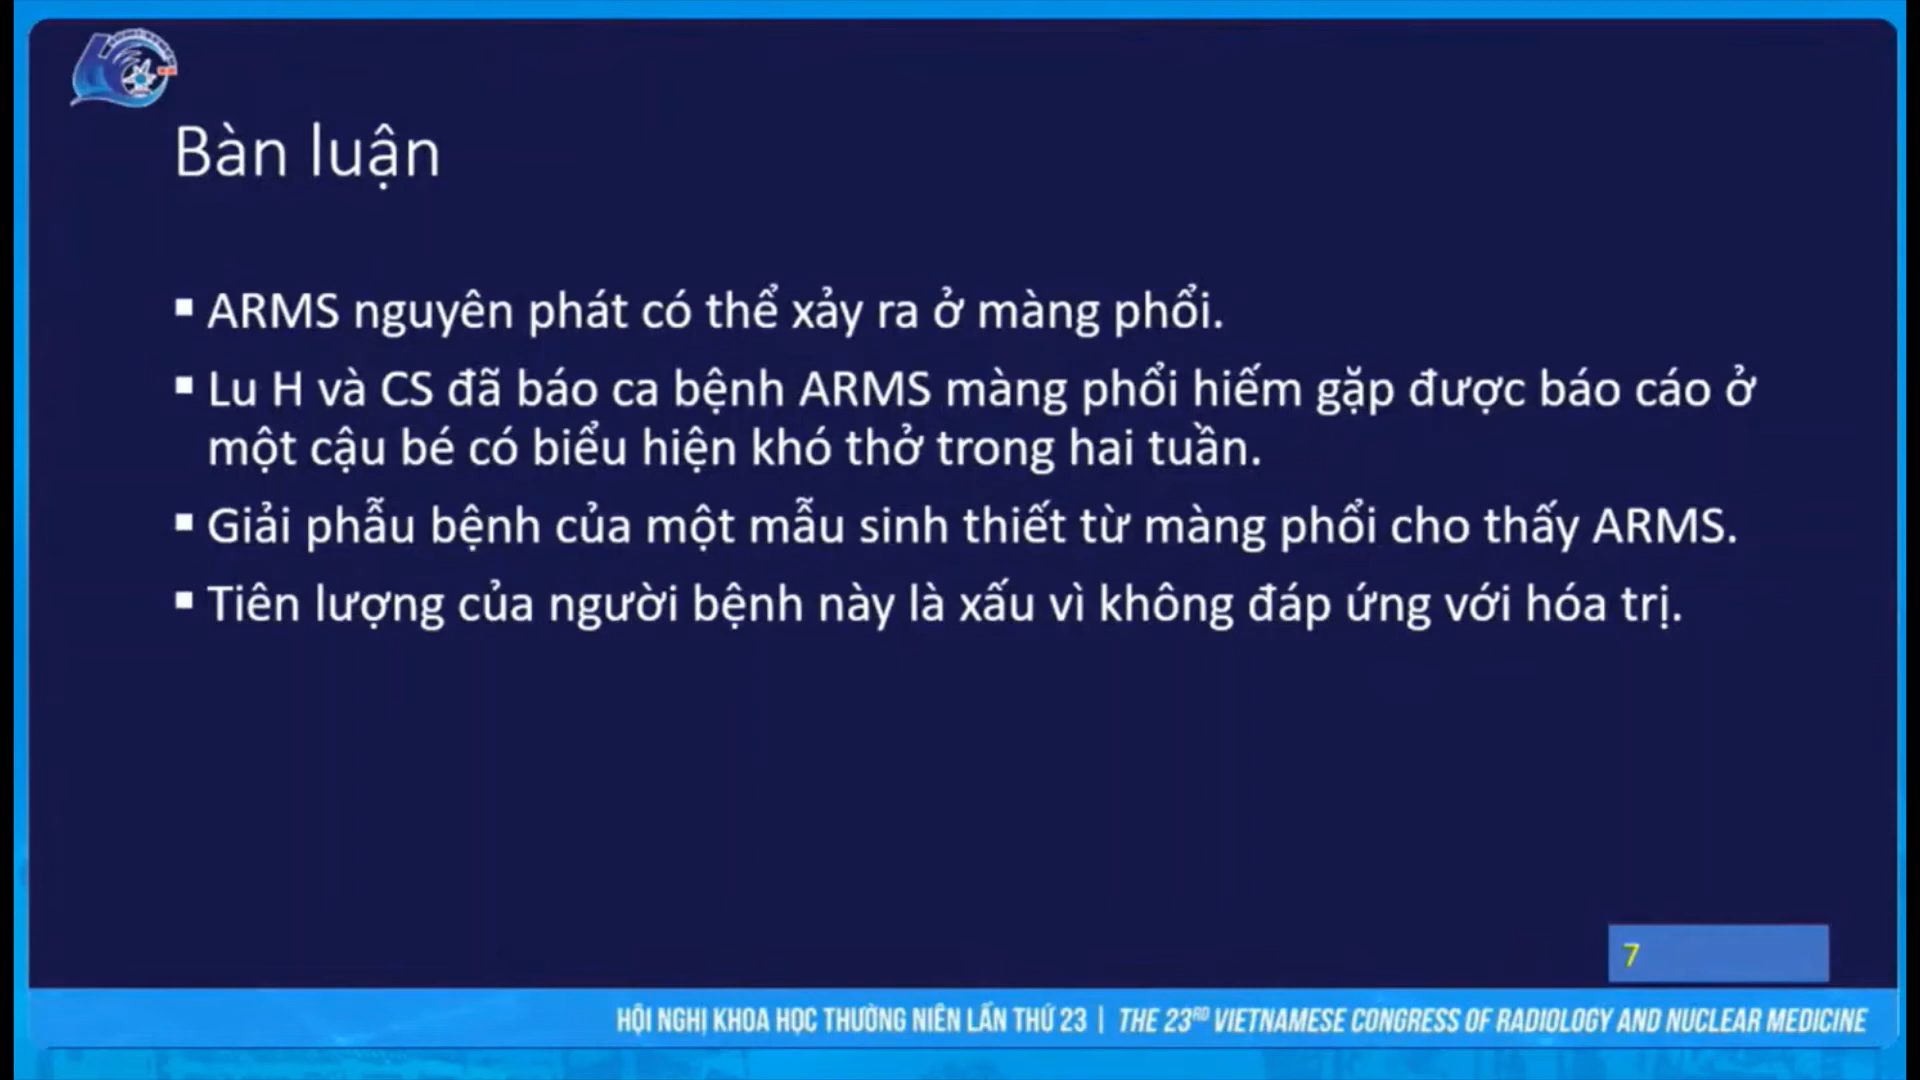 Bàn luận
▪ ARMS nguyên phát có thể xảy ra ở màng phổi.
▪ Lu H và CS đã báo ca bệnh ARMS màng phổi hiếm gặp được báo cáo ở
một cậu bé có biểu hiện khó thở trong hai tuần.
▪ Giải phẫu bệnh của một mẫu sinh thiết từ màng phổi cho thấy ARMS.
▪ Tiên lượng của người bệnh này là xấu vì không đáp ứng với hóa trị.
7
HỘI NGHỊ KHOA HỌC THƯỜNG NIÊN LẦN THỨ 23 | THE 23RD VIETNAMESE CONGRESS OF RADIOLOGY AND NUCLEAR MEDICINE